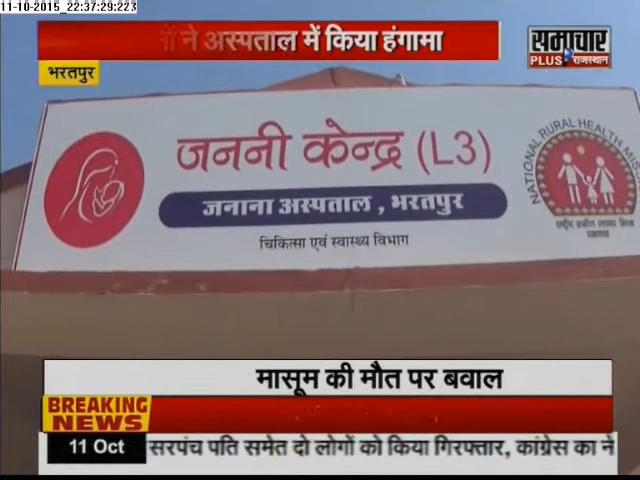 11-10-2015_22:37:29:223
ने अस्पताल में किया हंगामा
समाचार
PLUS राजस्थान
भरतपुर
जननी केन्द्र (L3)
जनाना अस्पताल , भरतपुर
चिकित्सा एवं स्वास्थ्य विभाग
NATIONAL RURAL HEALTH
मासूम की मौत पर बवाल
BREAKING
NEWS
11 Oct
सरपंच पति समेत दो लोगों को किया गिरफ्तार, कांग्रेस का ने